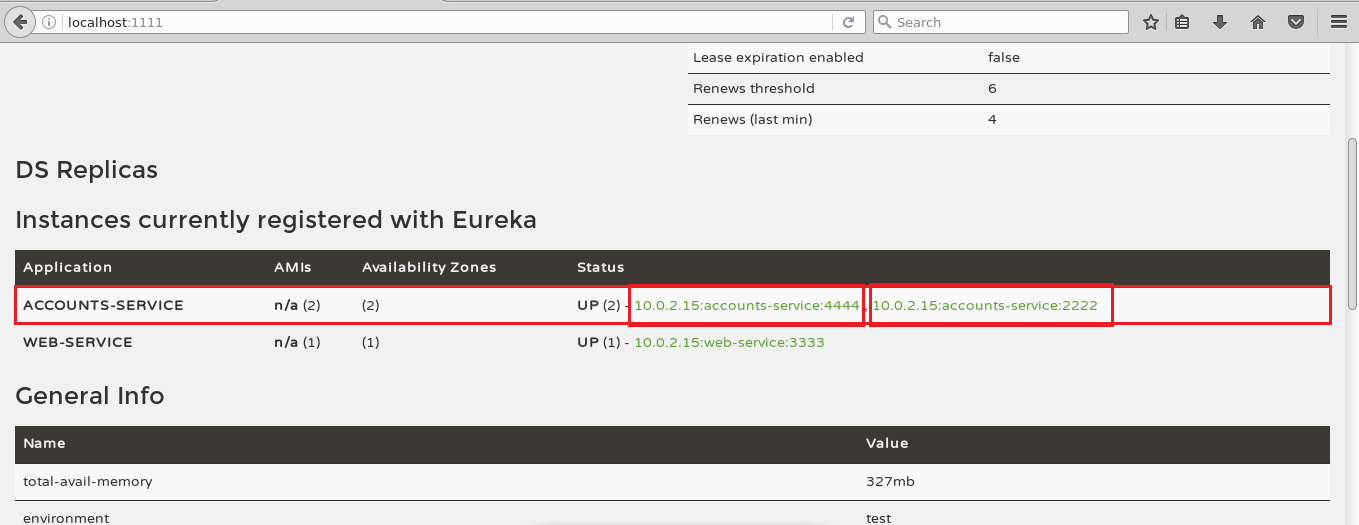 localhost:1111
Search
Lease expiration enabled false
Renews threshold 6
Renews (last min) 4
DS Replicas
Instances currently registered with Eureka
Application AMIs Availability Zones Status
ACCOUNTS-SERVICE n/a (2) (2) UP (2) - 10.0.2.15:accounts-service:4444 , 10.0.2.15:accounts-service:2222
WEB-SERVICE n/a (1) (1) UP (1) - 10.0.2.15:web-service:3333
General Info
Name Value
total-avail-memory 327mb
environment test